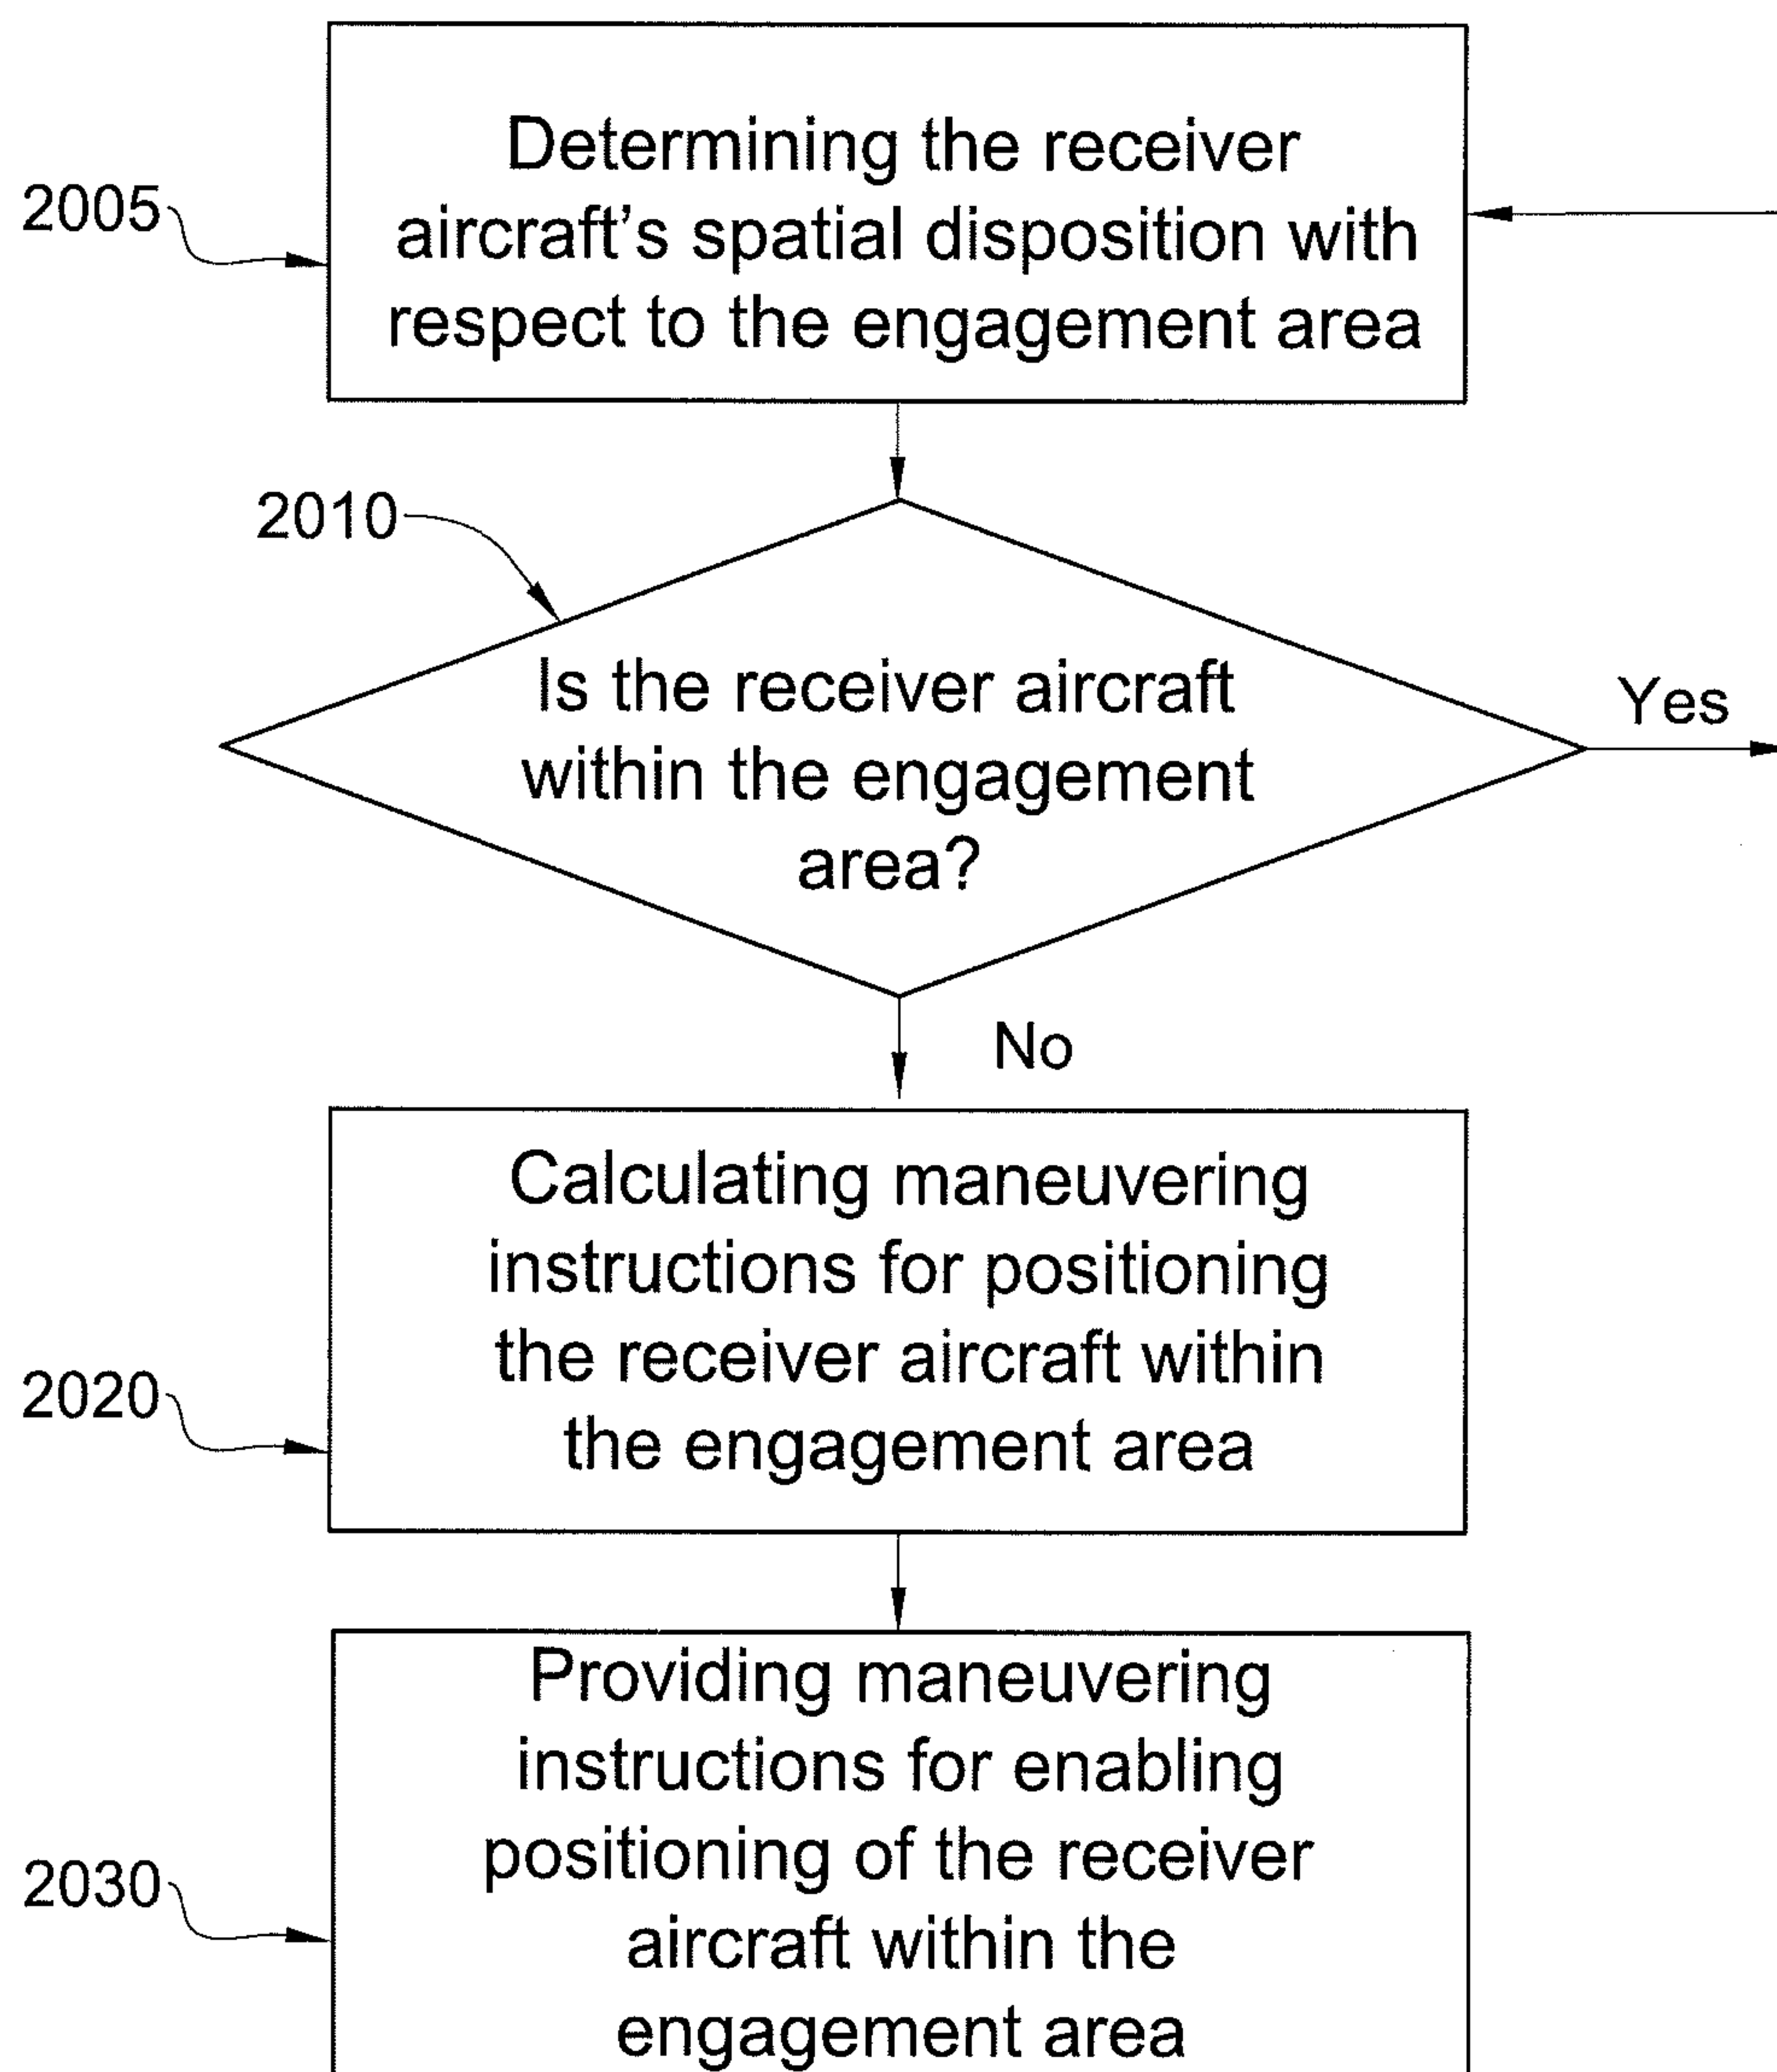 Determining the receiver
aircraft's spatial disposition with
respect to the engagement area
2005
2010
Is the receiver aircraft
within the engagement
area?
Yes
No
Calculating maneuvering
instructions for positioning
the receiver aircraft within
the engagement area
2020
Providing maneuvering
instructions for enabling
positioning of the receiver
aircraft within the
engagement area
2030